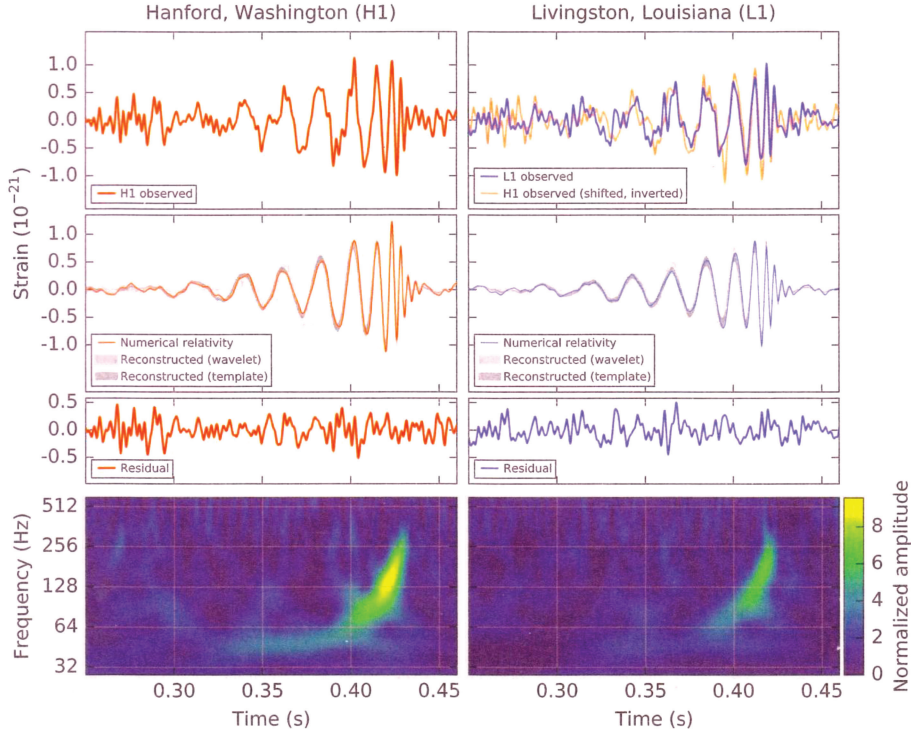 Hanford, Washington (H1)
Livingston, Louisiana (L1)
1.0
0.5
0.0
-0.5
-1.0
H1 observed
L1 observed
H1 observed (shifted, inverted)
Strain (10⁻²¹)
1.0
0.5
0.0
-0.5
-1.0
Numerical relativity
Reconstructed (wavelet)
Reconstructed (template)
Numerical relativity
Reconstructed (wavelet)
Reconstructed (template)
0.5
0.0
-0.5
Residual
Residual
Frequency (Hz)
512
256
128
64
32
0.30 0.35 0.40 0.45
Time (s)
0.30 0.35 0.40 0.45
Time (s)
8
6
4
2
0
Normalized amplitude